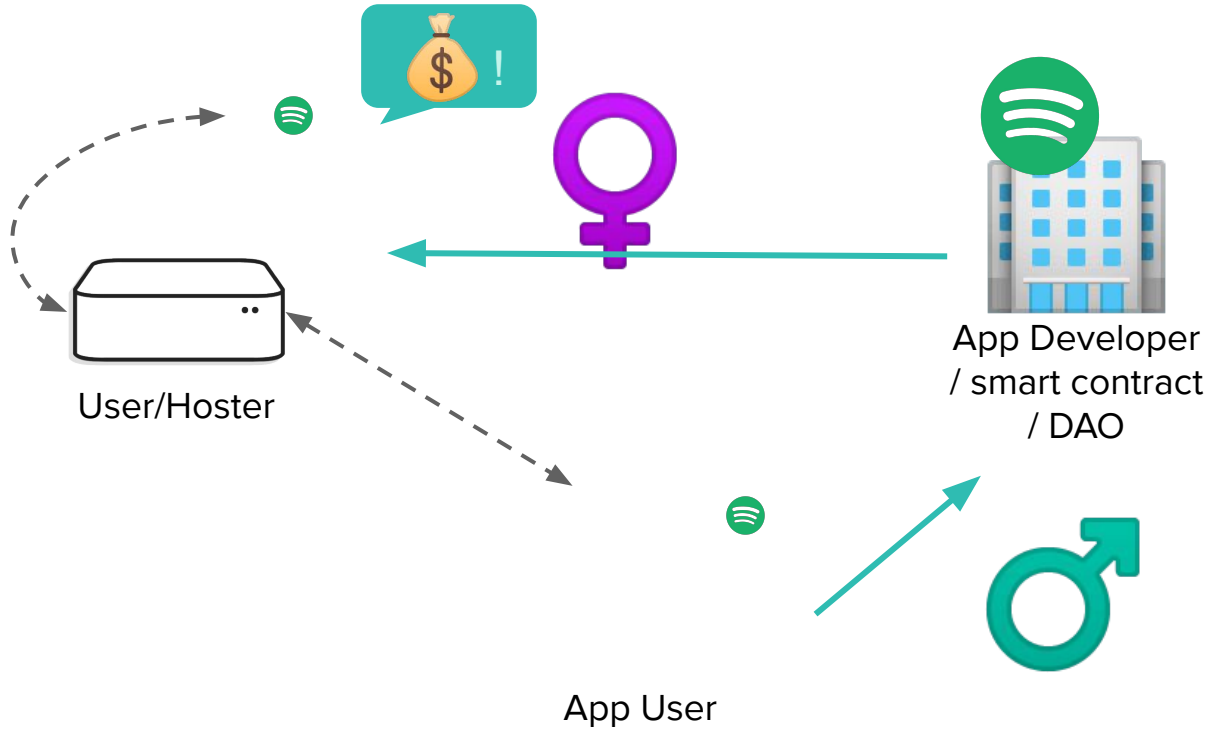 $ !
User/Hoster
App Developer
/ smart contract
/ DAO
App User